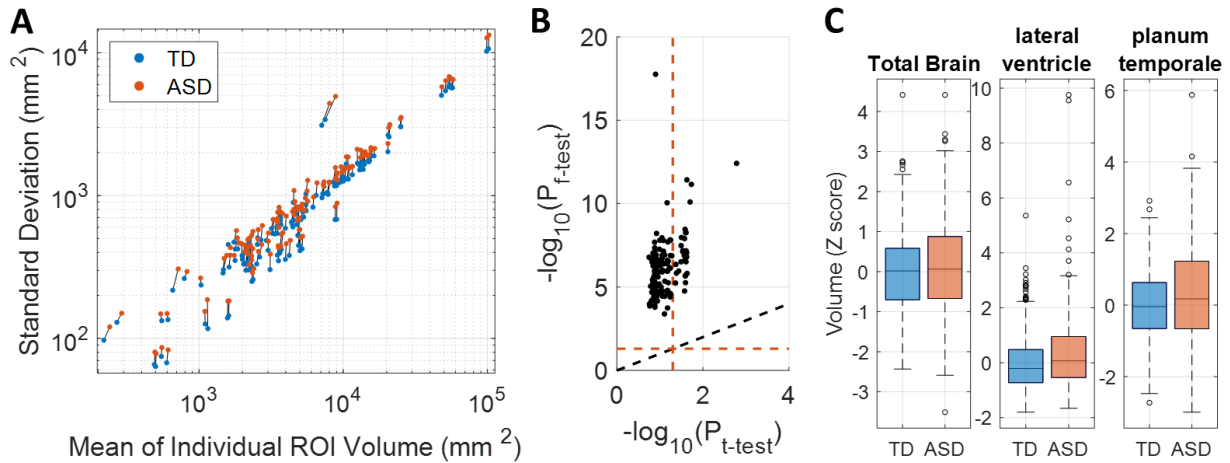 A
Standard Deviation (mm 2)
10^4
10^3
10^2
TD
ASD
10^3
10^4
10^5
Mean of Individual ROI Volume (mm 2)
B
-log10(Pf-test)
20
15
10
5
0
0
2
4
-log10(Pt-test)
C
Volume (Z score)
Total Brain
4
3
2
1
0
-1
-2
-3
TD ASD
lateral
ventricle
10
8
6
4
2
0
-2
TD ASD
planum
temporale
6
4
2
0
-2
TD ASD